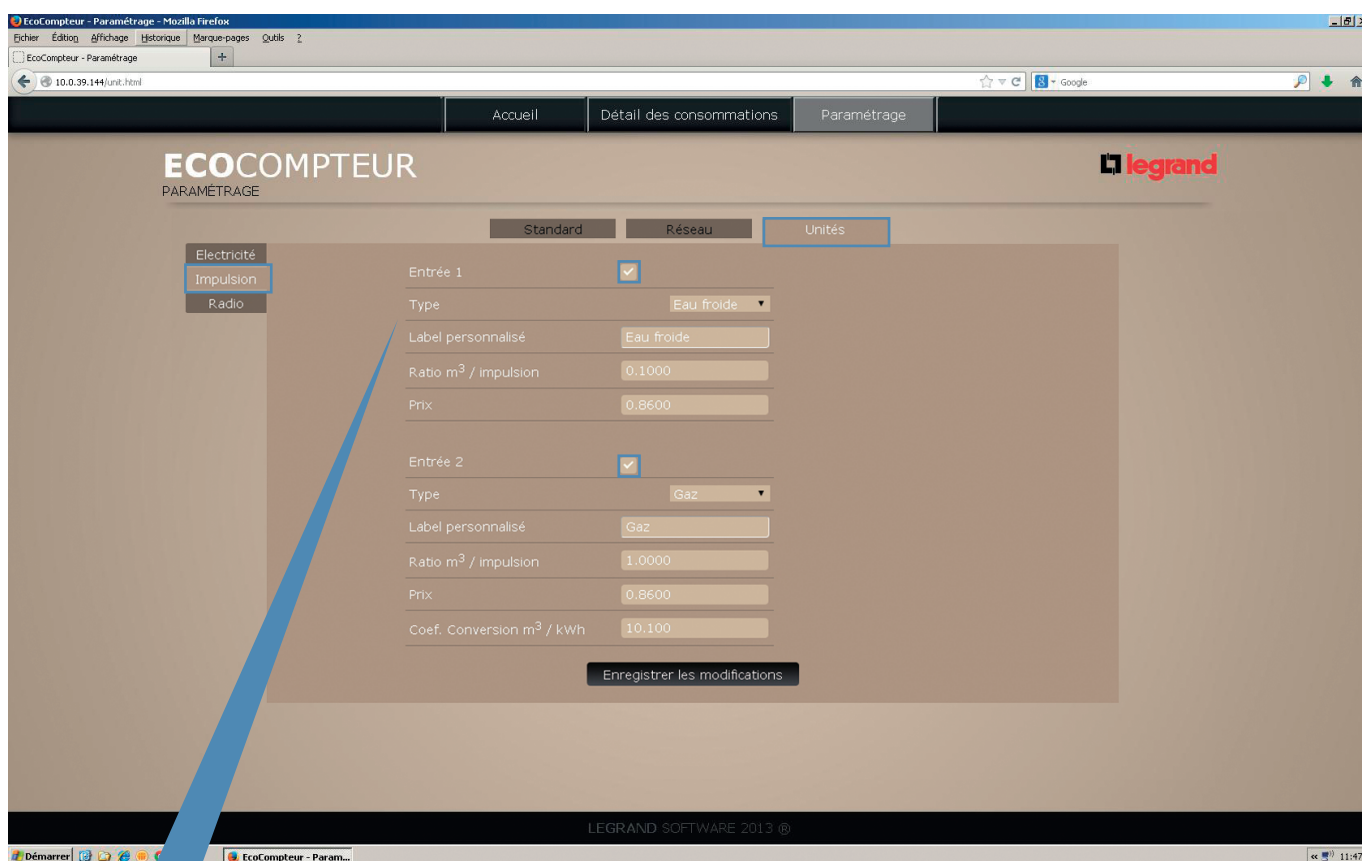 EcoCompteur - Paramétrage - Mozilla Firefox
Fichier Édition Affichage Historique Marque-pages Outils ?
EcoCompteur - Paramétrage +
10.0.39.144/unit.html
Google
Accueil Détail des consommations Paramétrage
ECOCOMPTEUR
legrand
PARAMÉTRAGE
Standard Réseau Unités
Electricité
Impulsion
Radio
Entrée 1
Type Eau froide
Label personnalisé Eau froide
Ratio m³ / impulsion 0.1000
Prix 0.8600
Entrée 2
Type Gaz
Label personnalisé Gaz
Ratio m³ / impulsion 1.0000
Prix 0.8600
Coef. Conversion m³ / kWh 10.100
Enregistrer les modifications
LEGRAND SOFTWARE 2013 ®
Démarrer EcoCompteur - Param... 11:47